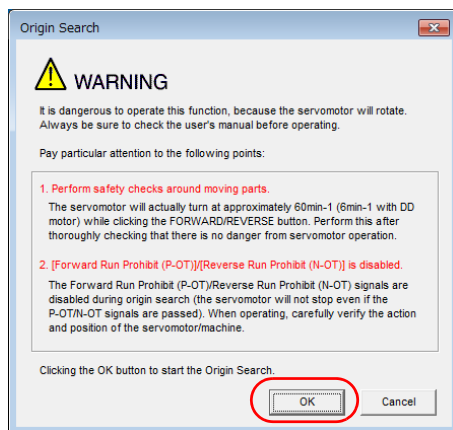 Origin Search
WARNING
It is dangerous to operate this function, because the servomotor will rotate.
Always be sure to check the user's manual before operating.
Pay particular attention to the following points:
1. Perform safety checks around moving parts.
The servomotor will actually turn at approximately 60min-1 (6min-1 with DD
motor) while clicking the FORWARD/REVERSE button. Perform this after
thoroughly checking that there is no danger from servomotor operation.
2. [Forward Run Prohibit (P-OT)]/[Reverse Run Prohibit (N-OT)] is disabled.
The Forward Run Prohibit (P-OT)/Reverse Run Prohibit (N-OT) signals are
disabled during origin search (the servomotor will not stop even if the
P-OT/N-OT signals are passed). When operating, carefully verify the action
and position of the servomotor/machine.
Clicking the OK button to start the Origin Search.
OK
Cancel